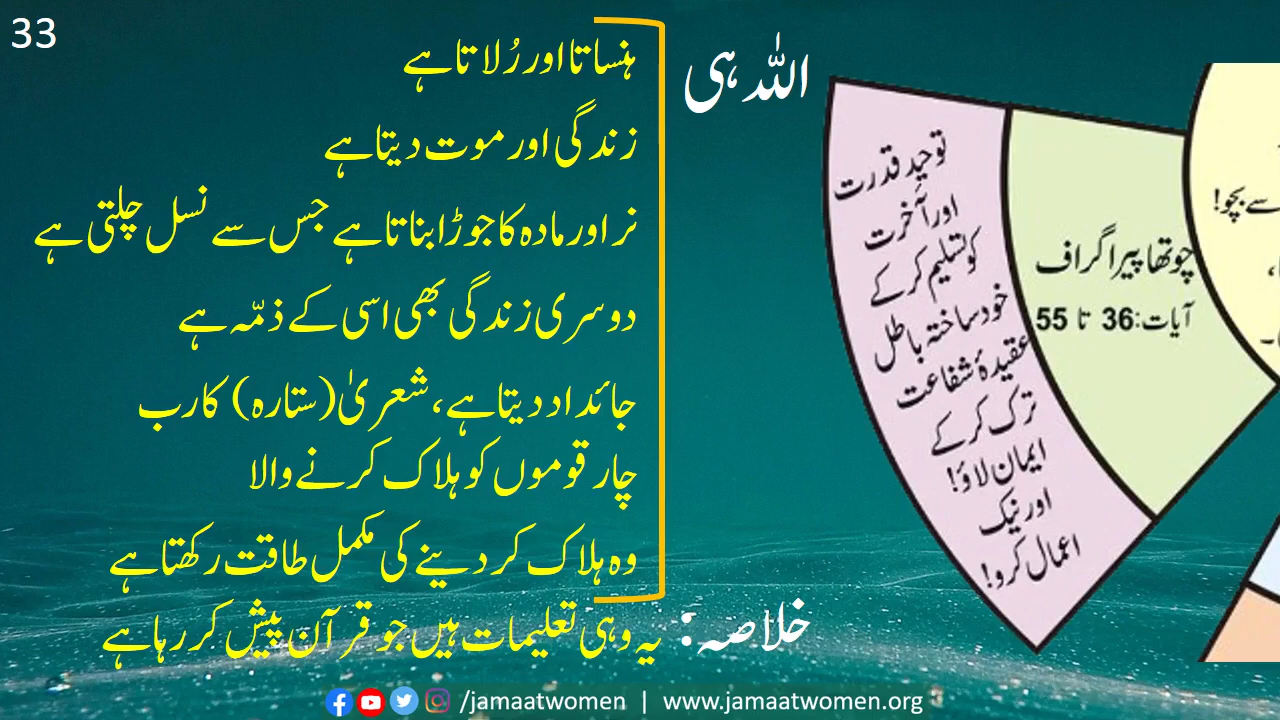 33
اللہ ہی
ہنساتا اور رُلاتا ہے
زندگی اور موت دیتا ہے
نر اور مادہ کا جوڑا بناتا ہے جس سے نسل چلتی ہے
دوسری زندگی بھی اسی کے ذمّہ ہے
جائداد دیتا ہے، شعریٰ (ستارہ) کا رب
چار قوموں کو ہلاک کرنے والا
وہ ہلاک کر دینے کی مکمل طاقت رکھتا ہے
خلاصہ: یہ وہی تعلیمات ہیں جو قرآن پیش کر رہا ہے
سے بچو!
چوتھا پیراگراف
آیات: 36 تا 55
توحیدِ قدرت
اور آخرت
کو تسلیم کر کے
خود ساختہ باطل
عقیدۂ شفاعت
ترک کر کے
ایمان لاؤ!
اور نیک
اعمال کرو!
/jamaatwomen | www.jamaatwomen.org